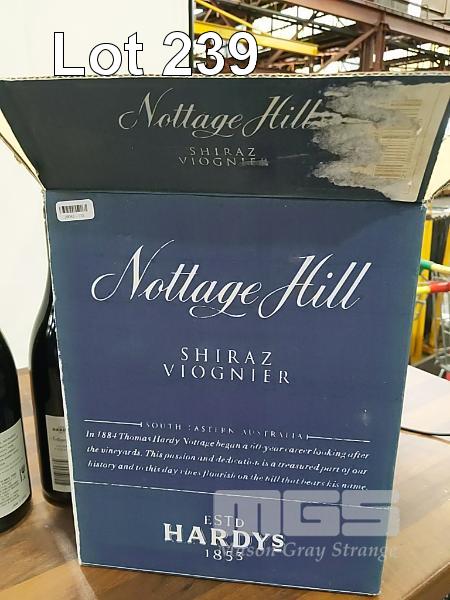 Lot 239
Nottage Hill
SHIRAZ
VIOGNIER
Nottage Hill
SHIRAZ
VIOGNIER
SOUTH EASTERN AUSTRALIA
In 1884 Thomas Hardy Nottage began a 60 year career looking after
the vineyards. This passion and dedication is a treasured part of our
history and to this day vines flourish on the hill that bears his name.
ESTD
HARDYS
1853
MGS
Mason Gray Strange